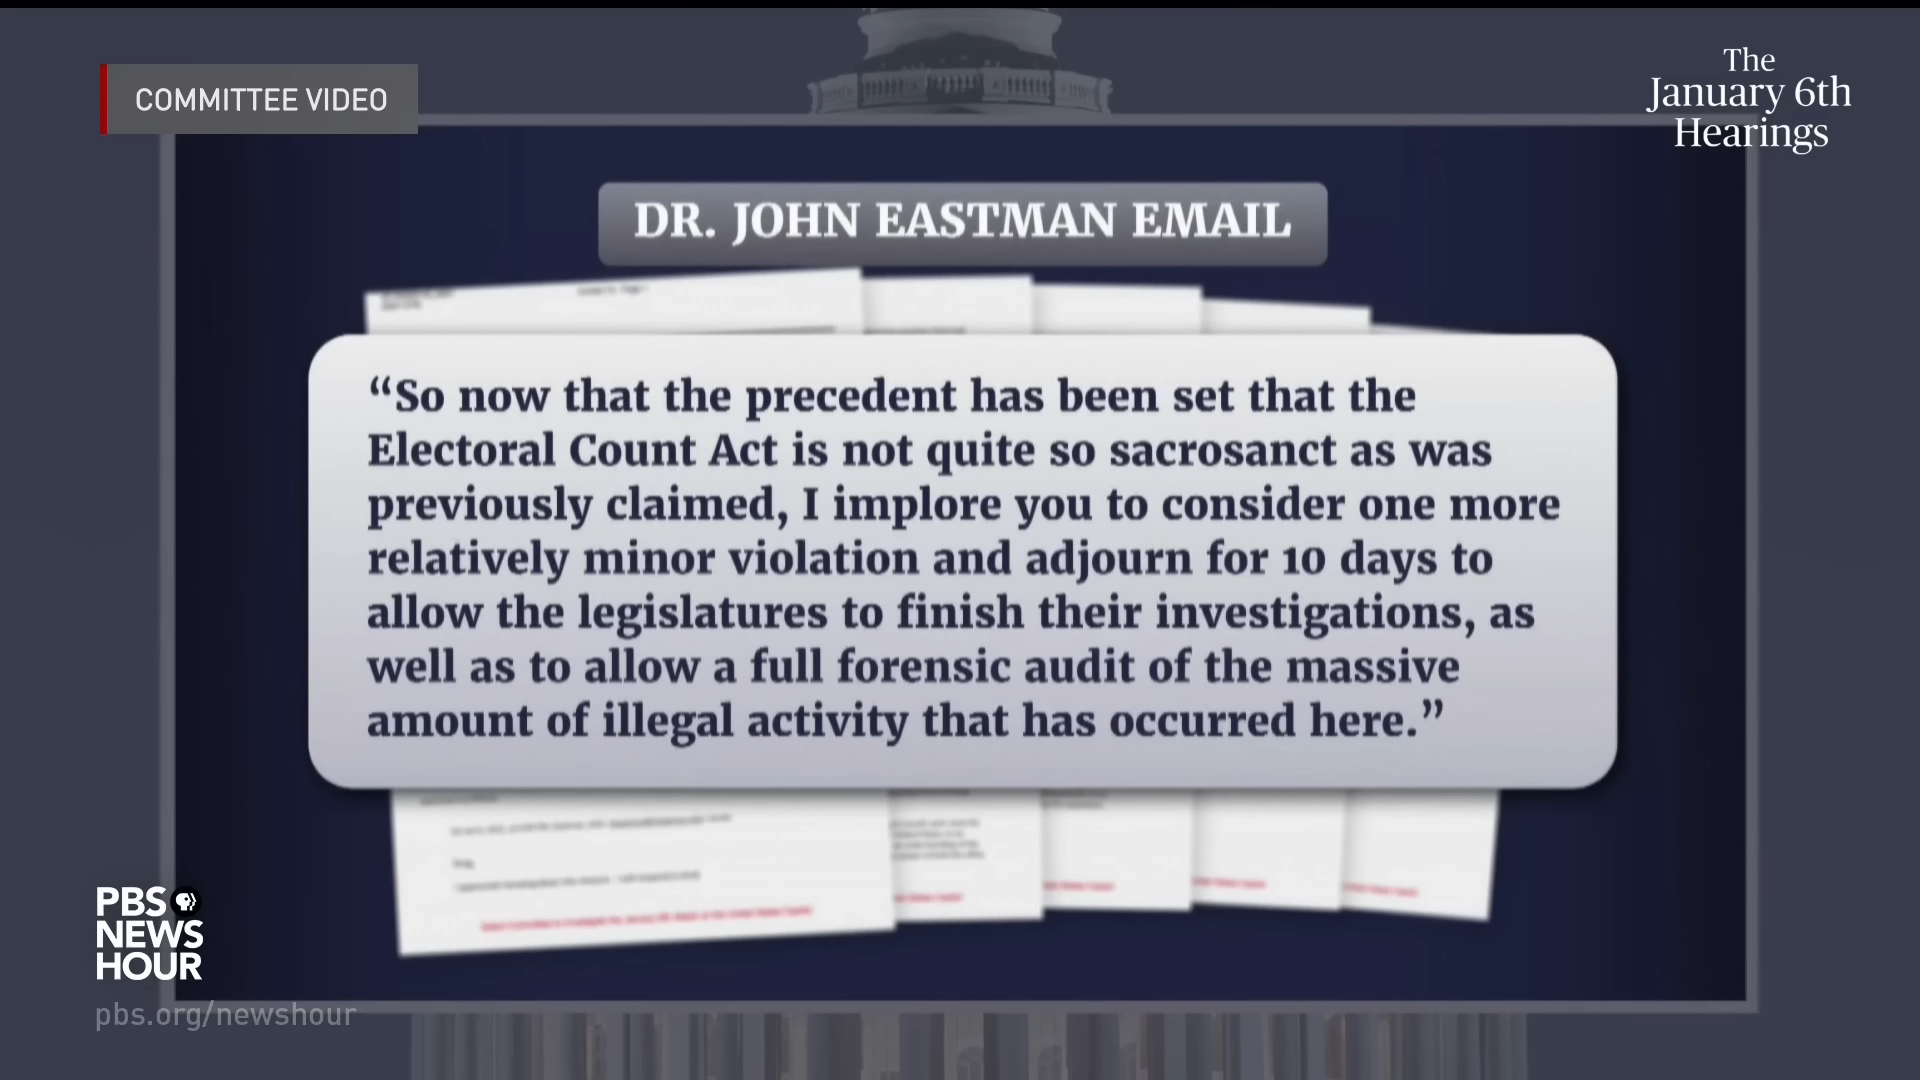 COMMITTEE VIDEO
The
January 6th
Hearings
DR. JOHN EASTMAN EMAIL
“So now that the precedent has been set that the
Electoral Count Act is not quite so sacrosanct as was
previously claimed, I implore you to consider one more
relatively minor violation and adjourn for 10 days to
allow the legislatures to finish their investigations, as
well as to allow a full forensic audit of the massive
amount of illegal activity that has occurred here.”
PBS
NEWS
HOUR
pbs.org/newshour